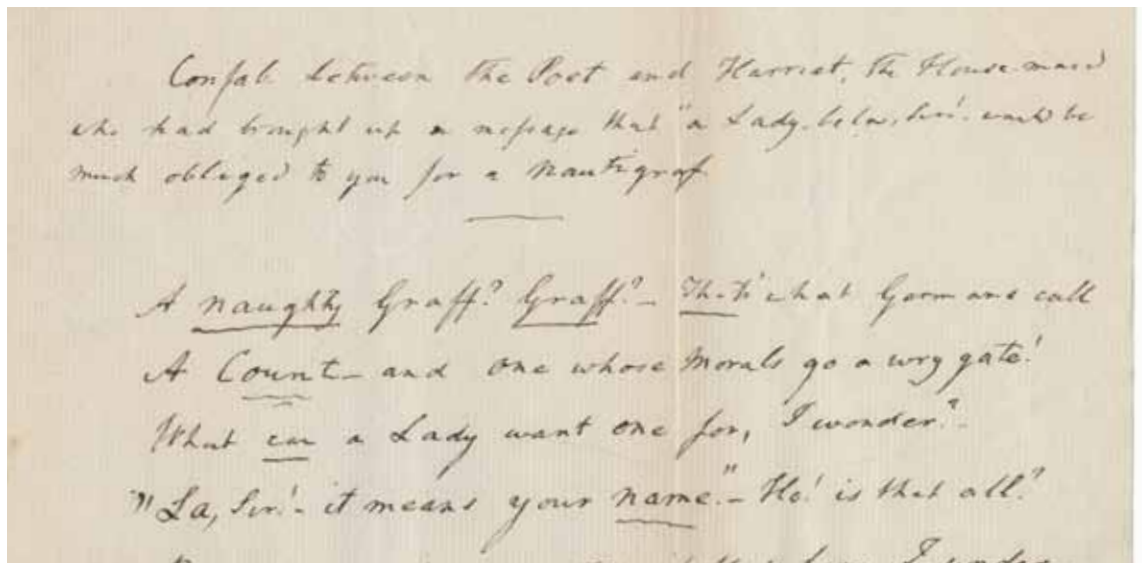 Confab between the Poet and Harriet, the House-maid
who had brought up a message that "a Lady, below, Sir! would be
much obliged to you for a nautigraf
A naughty Graff? Graff?– That's what Germans call
A Count– and one whose morals go a wry gate!
What can a Lady want one for, I wonder?–
"La, Sir!– it means your name."– Ho! is that all?